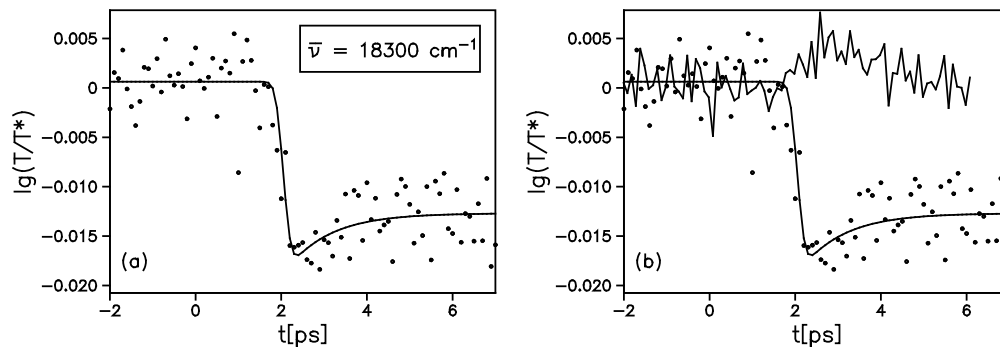 0.005
0
-0.005
-0.010
-0.015
-0.020
lg(T/T*)
ν̅ = 18300 cm⁻¹
(a)
-2 0 2 4 6
t[ps]
0.005
0
-0.005
-0.010
-0.015
-0.020
lg(T/T*)
(b)
-2 0 2 4 6
t[ps]